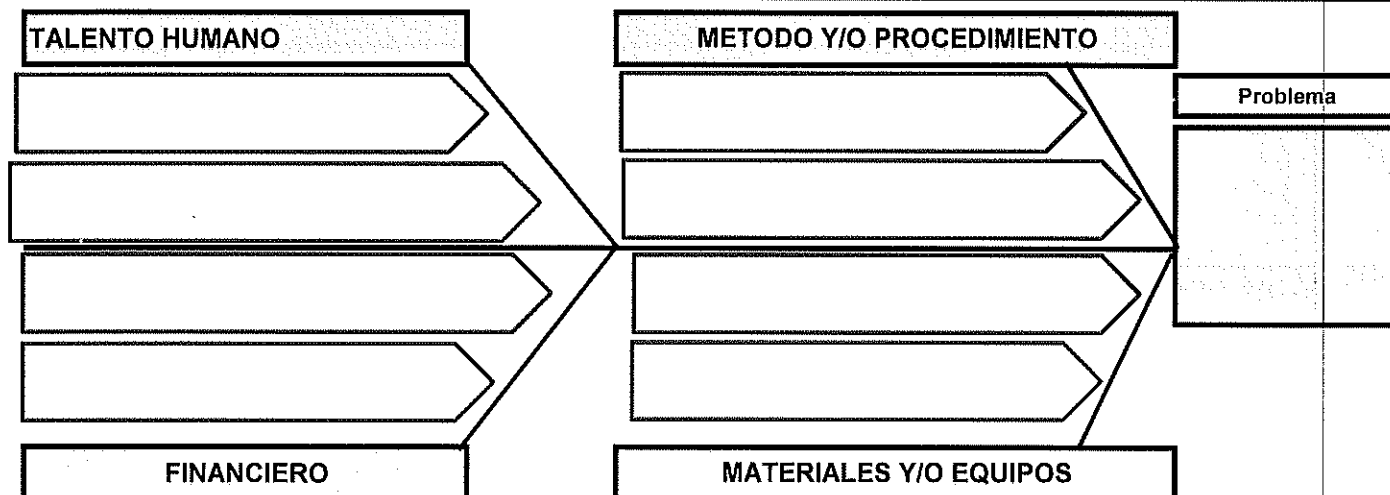 TALENTO HUMANO
METODO Y/O PROCEDIMIENTO
Problema
FINANCIERO
MATERIALES Y/O EQUIPOS